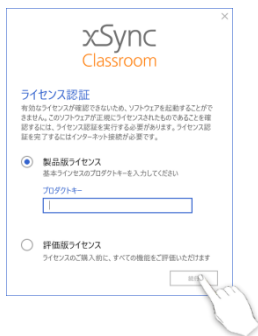 xSync
Classroom
ライセンス認証
有効なライセンスが確認できないため、ソフトウェアを起動することがで
きません。このソフトウェアが正規にライセンスされたものであることを確
認するには、ライセンス認証を実行する必要があります。ライセンス認
証を完了するにはインターネット接続が必要です。
製品版ライセンス
基本ライセンスのプロダクトキーを入力してください
プロダクトキー
評価版ライセンス
ライセンスのご購入前に、すべての機能をご評価いただけます